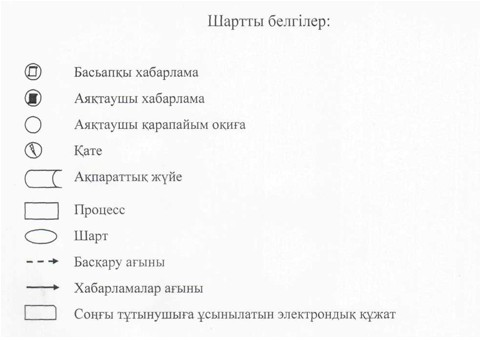 Шартты белгілер:
Басьапқы хабарлама
Аяқтаушы хабарлама
Аяқтаушы қарапайым оқиға
Қате
Ақпараттық жүйе
Процесс
Шарт
Басқару ағыны
Хабарламалар ағыны
Соңғы тұтынушыға ұсынылатын электрондық құжат